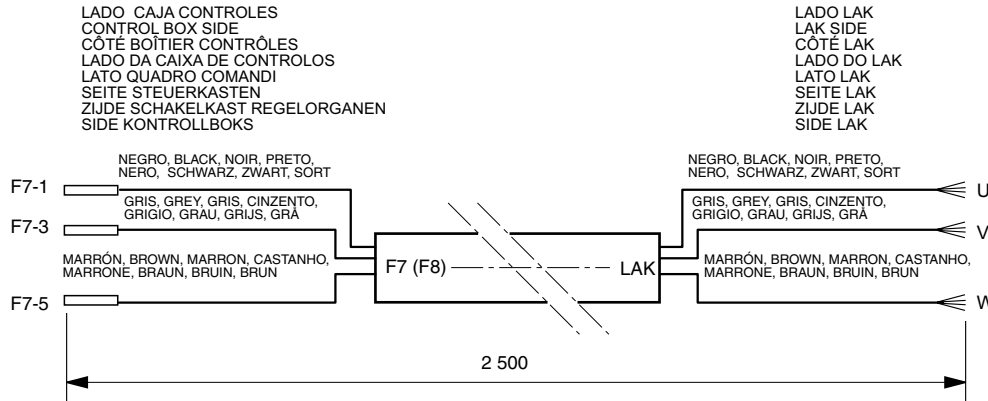 LADO CAJA CONTROLES
CONTROL BOX SIDE
CÔTÉ BOÎTIER CONTRÔLES
LADO DA CAIXA DE CONTROLOS
LATO QUADRO COMANDI
SEITE STEUERKASTEN
ZIJDE SCHAKELKAST REGELORGANEN
SIDE KONTROLLBOKS
LADO LAK
LAK SIDE
CÔTÉ LAK
LADO DO LAK
LATO LAK
SEITE LAK
ZIJDE LAK
SIDE LAK
F7-1
NEGRO, BLACK, NOIR, PRETO,
NERO, SCHWARZ, ZWART, SORT
F7-3
GRIS, GREY, GRIS, CINZENTO,
GRIGIO, GRAU, GRIJS, GRÅ
F7-5
MARRÓN, BROWN, MARRON, CASTANHO,
MARRONE, BRAUN, BRUIN, BRUN
F7 (F8)
LAK
NEGRO, BLACK, NOIR, PRETO,
NERO, SCHWARZ, ZWART, SORT
U
GRIS, GREY, GRIS, CINZENTO,
GRIGIO, GRAU, GRIJS, GRÅ
V
MARRÓN, BROWN, MARRON, CASTANHO,
MARRONE, BRAUN, BRUIN, BRUN
W
2 500